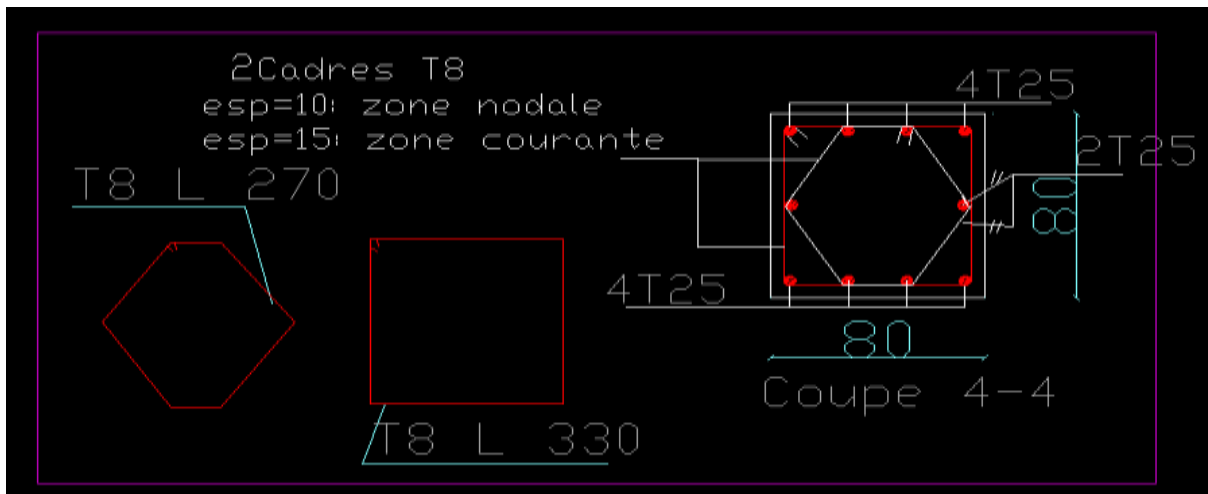 2Cadres T8
esp=10: zone nodale
esp=15: zone courante
T8 L 270
4T25
2T25
80
4T25
80
Coupe 4-4
T8 L 330